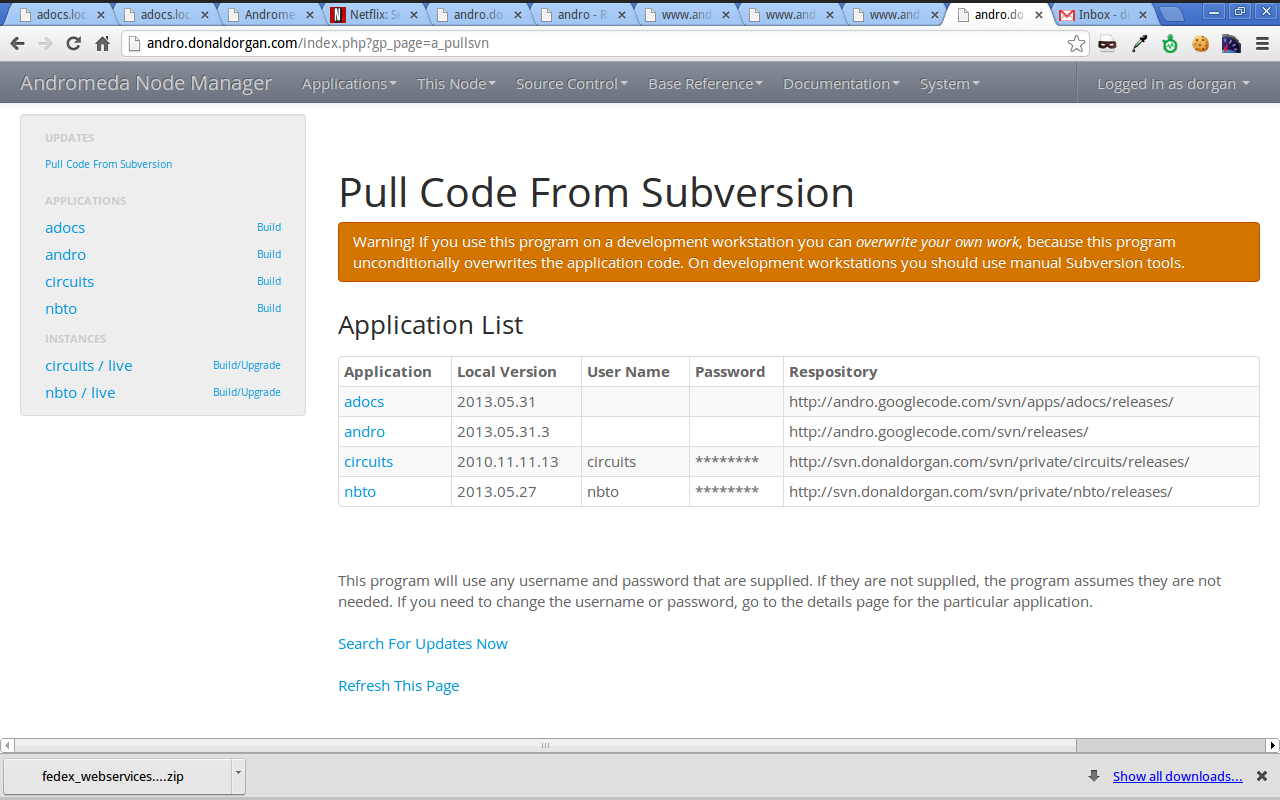 adocs.loc
adocs.loc
Androme
Netflix: Se
andro.do
andro - R
www.and
www.and
www.and
andro.do
Inbox - d
andro.donaldorgan.com/index.php?gp_page=a_pullsvn
Andromeda Node Manager Applications This Node Source Control Base Reference Documentation System Logged in as dorgan
UPDATES
Pull Code From Subversion
APPLICATIONS
adocs Build
andro Build
circuits Build
nbto Build
INSTANCES
circuits / live Build/Upgrade
nbto / live Build/Upgrade
Pull Code From Subversion
Warning! If you use this program on a development workstation you can overwrite your own work, because this program
unconditionally overwrites the application code. On development workstations you should use manual Subversion tools.
Application List
Application Local Version User Name Password Respository
adocs 2013.05.31 http://andro.googlecode.com/svn/apps/adocs/releases/
andro 2013.05.31.3 http://andro.googlecode.com/svn/releases/
circuits 2010.11.11.13 circuits ******** http://svn.donaldorgan.com/svn/private/circuits/releases/
nbto 2013.05.27 nbto ******** http://svn.donaldorgan.com/svn/private/nbto/releases/
This program will use any username and password that are supplied. If they are not supplied, the program assumes they are not
needed. If you need to change the username or password, go to the details page for the particular application.
Search For Updates Now
Refresh This Page
fedex_webservices....zip
Show all downloads...